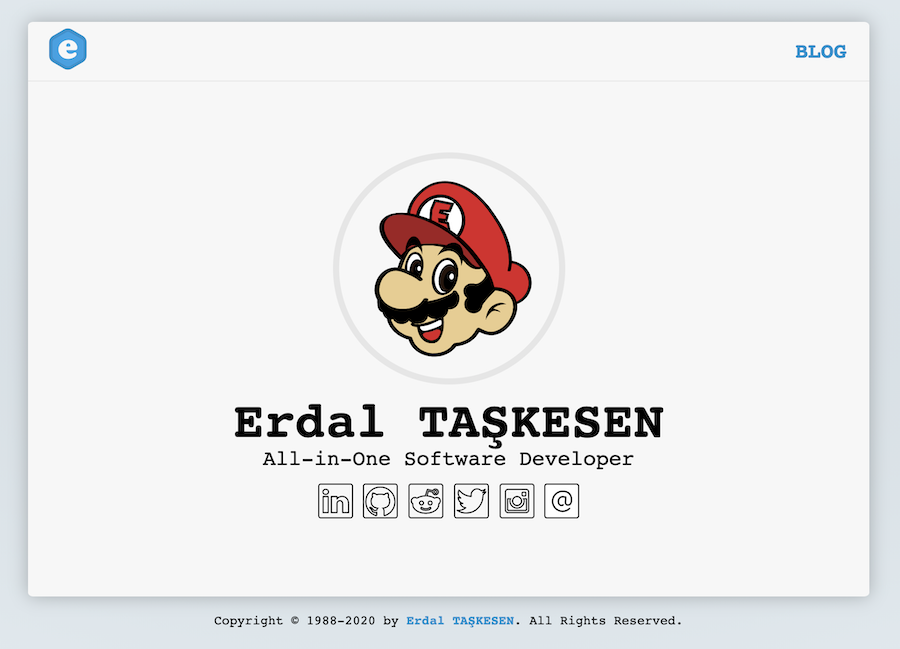 e
BLOG
E
Erdal TAŞKESEN
All-in-One Software Developer
in @
Copyright © 1988-2020 by Erdal TAŞKESEN. All Rights Reserved.